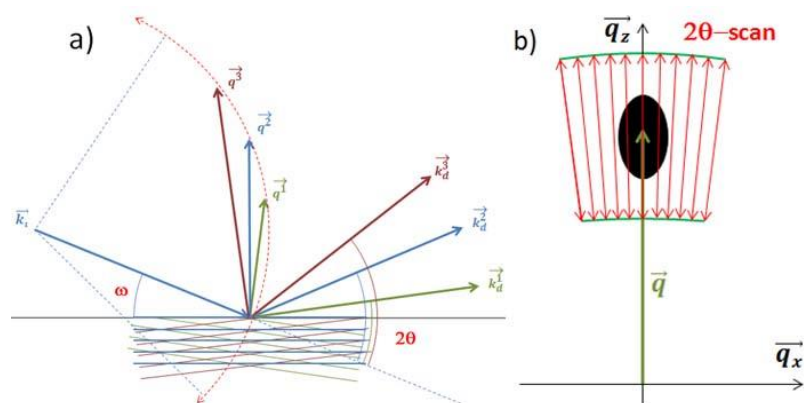 a)
q³
q²
q¹
k_d³
k_i
k_d²
ω
k_d¹
2θ
b)
q_z
2θ–scan
q
q_x